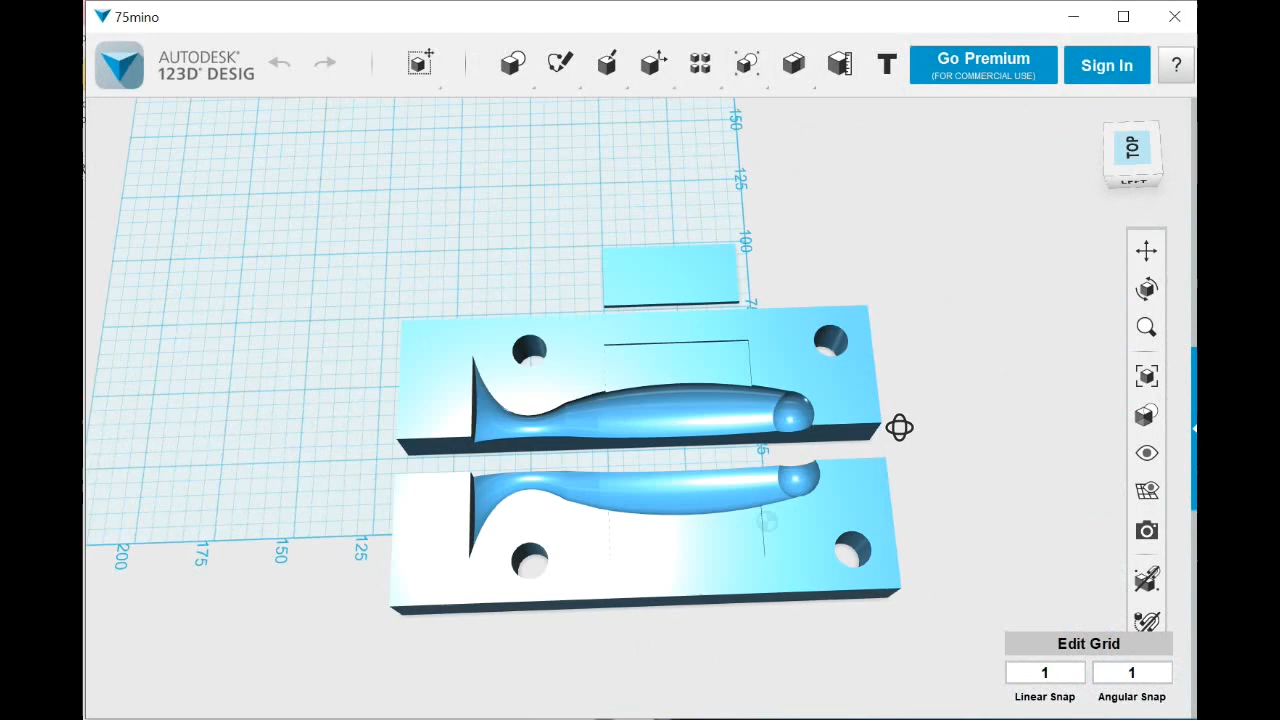 75mino
AUTODESK®
123D® DESIG
T
Go Premium
(FOR COMMERCIAL USE)
Sign In
?
150
125
100
TOP
LEFT
200
175
150
125
Edit Grid
1
1
Linear Snap
Angular Snap